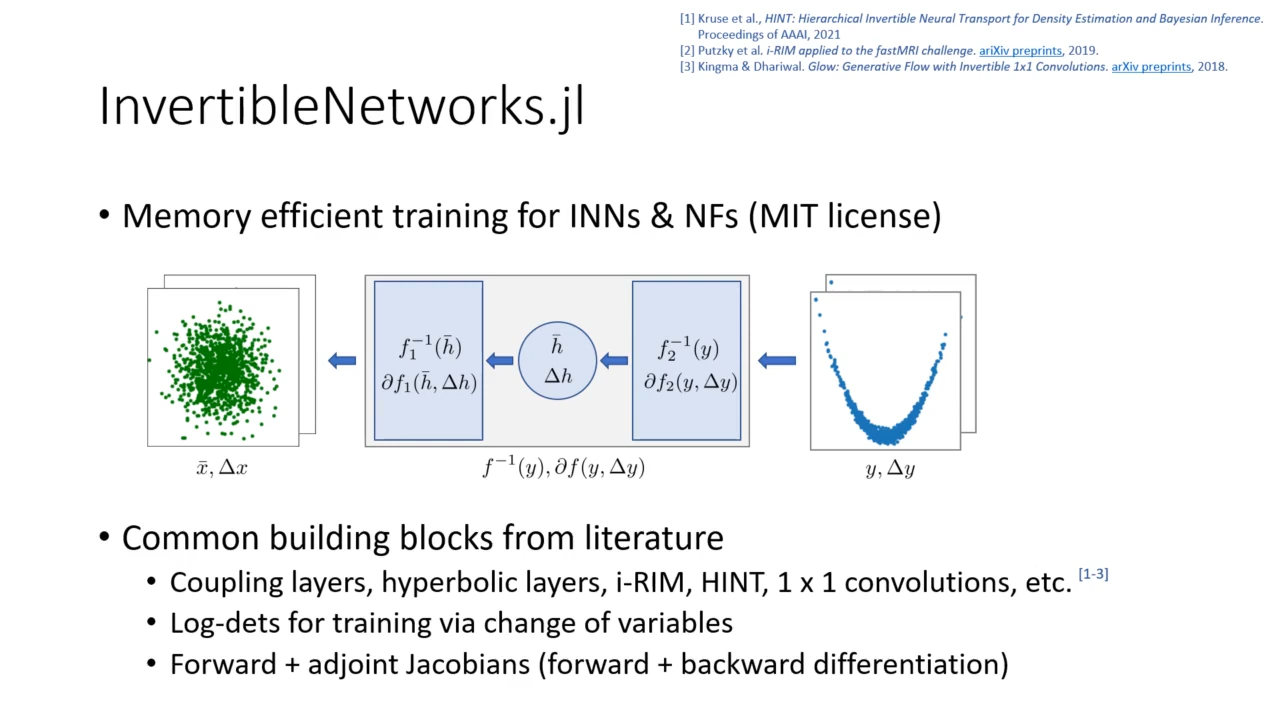 [1] Kruse et al., HINT: Hierarchical Invertible Neural Transport for Density Estimation and Bayesian Inference.
Proceedings of AAAI, 2021
[2] Putzky et al. i-RIM applied to the fastMRI challenge. ariXiv preprints, 2019.
[3] Kingma & Dhariwal. Glow: Generative Flow with Invertible 1x1 Convolutions. arXiv preprints, 2018.
InvertibleNetworks.jl
• Memory efficient training for INNs & NFs (MIT license)
f₁⁻¹(h̄)
∂f₁(h̄, Δh)
h̄
Δh
f₂⁻¹(y)
∂f₂(y, Δy)
x̄, Δx
f⁻¹(y), ∂f(y, Δy)
y, Δy
• Common building blocks from literature
• Coupling layers, hyperbolic layers, i-RIM, HINT, 1 x 1 convolutions, etc. [1-3]
• Log-dets for training via change of variables
• Forward + adjoint Jacobians (forward + backward differentiation)